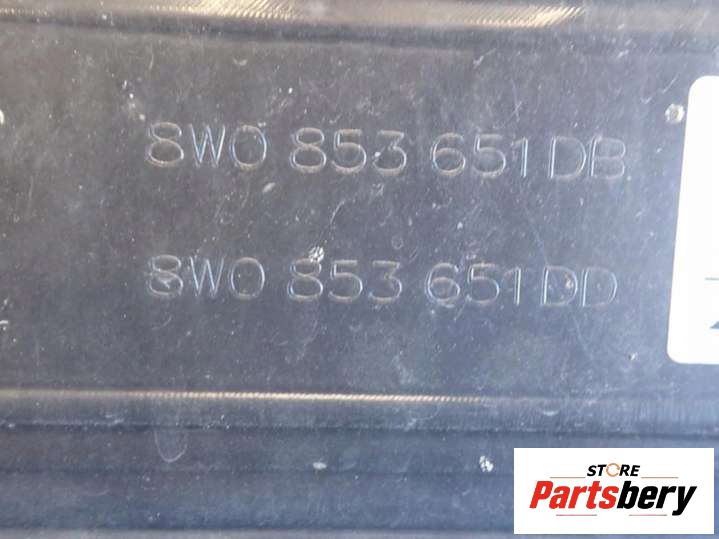 8W0 853 651 DB
8W0 853 651 DD
STORE
Partsbery